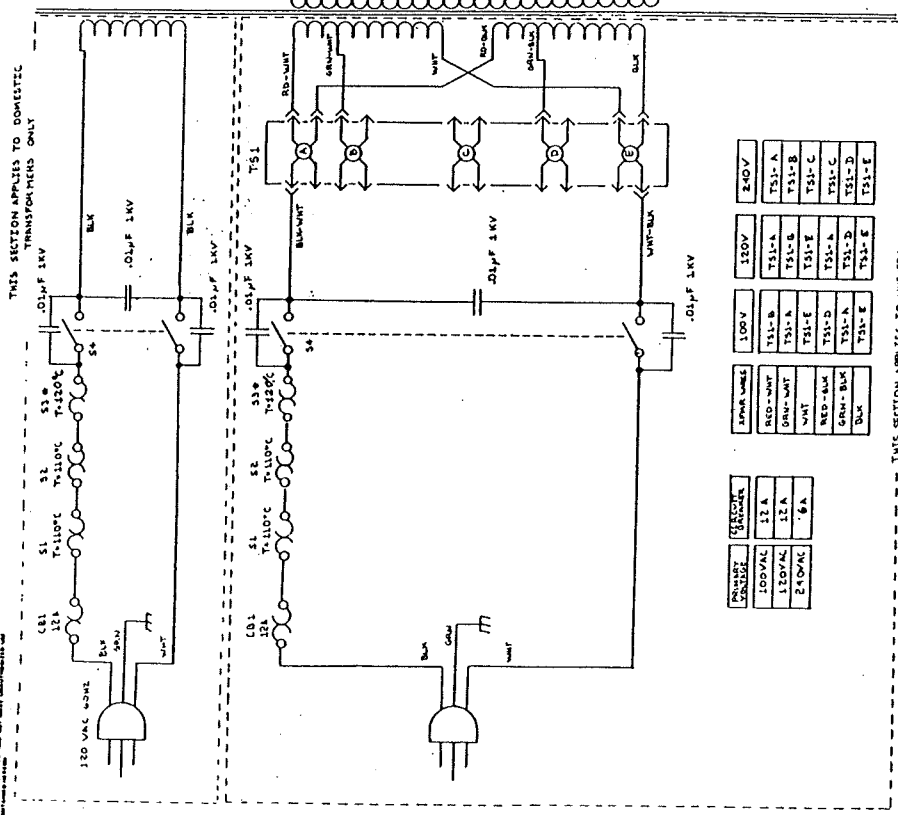 THIS SECTION APPLIES TO DOMESTIC
TRANSFORMERS ONLY
BLK
BLK
.01µF 1KV
.01µF 1KV
.01µF 1KV
S4
S3*
T=120°C
S2
T=110°C
S1
T=110°C
CB1
12A
BLK
GRN
WHT
120 VAC 60HZ
RD-WHT
GRN-WHT
WHT
RD-BLK
GRN-BLK
BLK
TS1
A
B
C
D
E
BLK-WHT
WHT-BLK
.01µF 1KV
.01µF 1KV
.01µF 1KV
S4
S3*
T=120°C
S2
T=110°C
S1
T=110°C
CB1
12A
BLK
GRN
WHT
XFMR WIRES 100V 120V 240V
RED-WHT TS1-B TS1-A TS1-A
GRN-WHT TS1-A TS1-B TS1-B
WHT TS1-E TS1-E TS1-C
RED-BLK TS1-D TS1-A TS1-C
GRN-BLK TS1-A TS1-D TS1-D
BLK TS1-E TS1-E TS1-E
PRIMARY VOLTAGE CIRCUIT BREAKER
100VAC 12A
120VAC 12A
240VAC 6A
THIS SECTION APPLIES TO